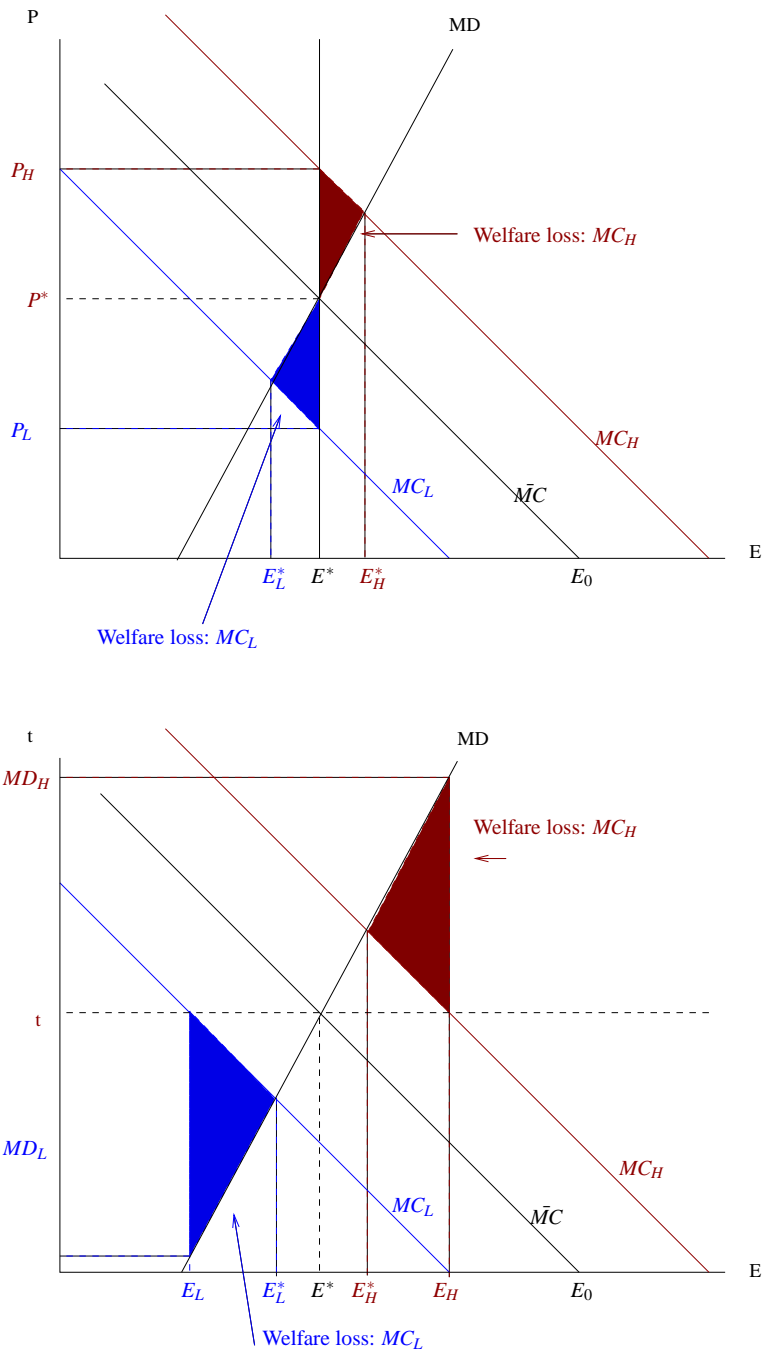 P
MD
P_H
Welfare loss: MC_H
P*
P_L
MC_H
MC_L
M̄C
E
E*_L
E*
E*_H
E_0
Welfare loss: MC_L
t
MD
MD_H
Welfare loss: MC_H
t
MD_L
MC_H
MC_L
M̄C
E
E_L
E*_L
E*
E*_H
E_H
E_0
Welfare loss: MC_L